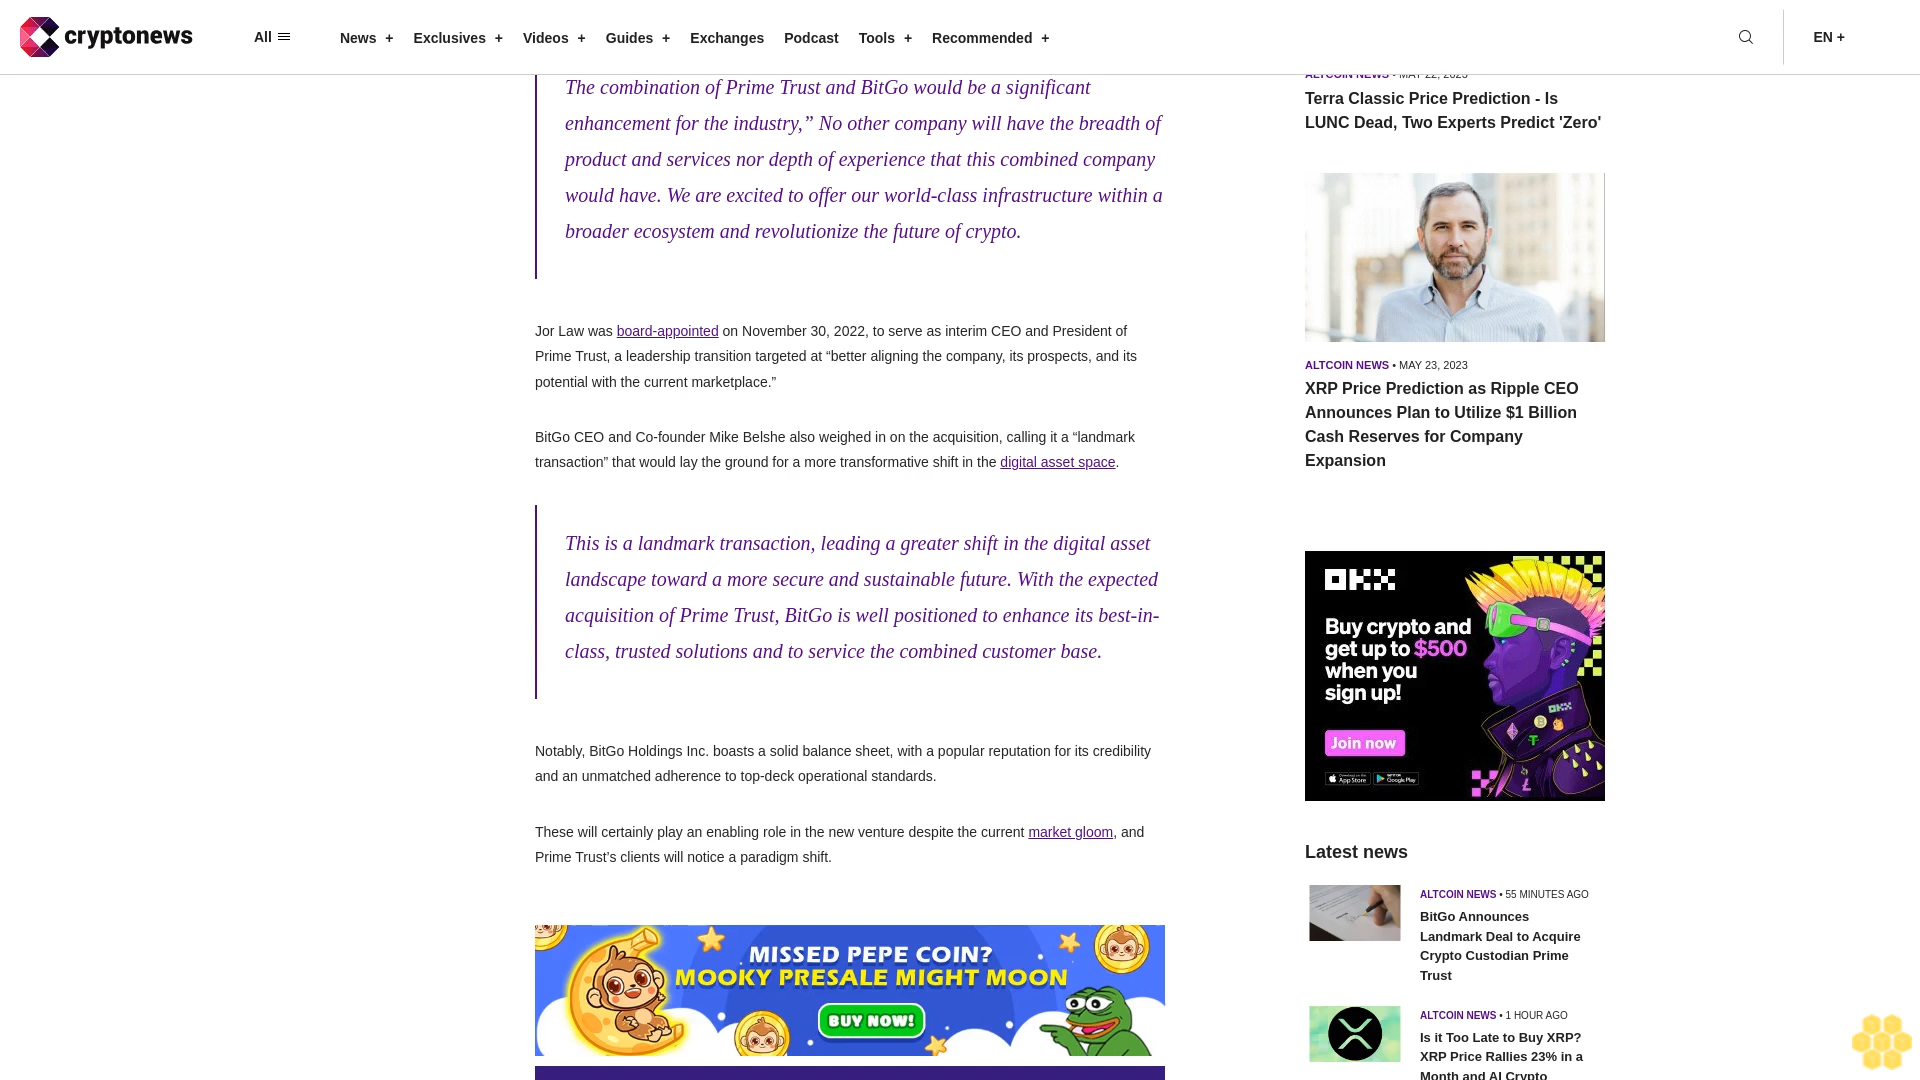 cryptonews
All
News +
Exclusives +
Videos +
Guides +
Exchanges
Podcast
Tools +
Recommended +
EN +
The combination of Prime Trust and BitGo would be a significant
enhancement for the industry,” No other company will have the breadth of
product and services nor depth of experience that this combined company
would have. We are excited to offer our world-class infrastructure within a
broader ecosystem and revolutionize the future of crypto.
Jor Law was board-appointed on November 30, 2022, to serve as interim CEO and President of
Prime Trust, a leadership transition targeted at “better aligning the company, its prospects, and its
potential with the current marketplace.”
BitGo CEO and Co-founder Mike Belshe also weighed in on the acquisition, calling it a “landmark
transaction” that would lay the ground for a more transformative shift in the digital asset space.
This is a landmark transaction, leading a greater shift in the digital asset
landscape toward a more secure and sustainable future. With the expected
acquisition of Prime Trust, BitGo is well positioned to enhance its best-in-
class, trusted solutions and to service the combined customer base.
Notably, BitGo Holdings Inc. boasts a solid balance sheet, with a popular reputation for its credibility
and an unmatched adherence to top-deck operational standards.
These will certainly play an enabling role in the new venture despite the current market gloom, and
Prime Trust’s clients will notice a paradigm shift.
MISSED PEPE COIN?
MOOKY PRESALE MIGHT MOON
BUY NOW!
ALTCOIN NEWS • MAY 22, 2023
Terra Classic Price Prediction - Is
LUNC Dead, Two Experts Predict 'Zero'
ALTCOIN NEWS • MAY 23, 2023
XRP Price Prediction as Ripple CEO
Announces Plan to Utilize $1 Billion
Cash Reserves for Company
Expansion
OKX
Buy crypto and
get up to $500
when you
sign up!
Join now
Download on the App Store
GET IT ON Google Play
OKX
Latest news
ALTCOIN NEWS • 55 MINUTES AGO
BitGo Announces
Landmark Deal to Acquire
Crypto Custodian Prime
Trust
ALTCOIN NEWS • 1 HOUR AGO
Is it Too Late to Buy XRP?
XRP Price Rallies 23% in a
Month and AI Crypto